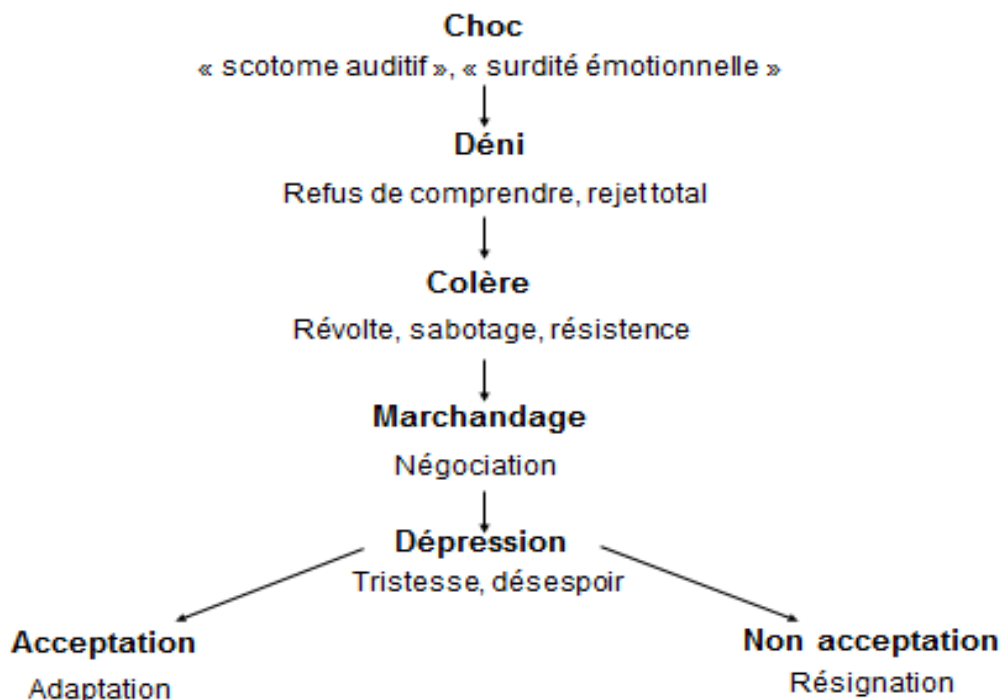 Choc
« scotome auditif », « surdité émotionnelle »
Déni
Refus de comprendre, rejet total
Colère
Révolte, sabotage, résistence
Marchandage
Négociation
Dépression
Tristesse, désespoir
Acceptation
Adaptation
Non acceptation
Résignation